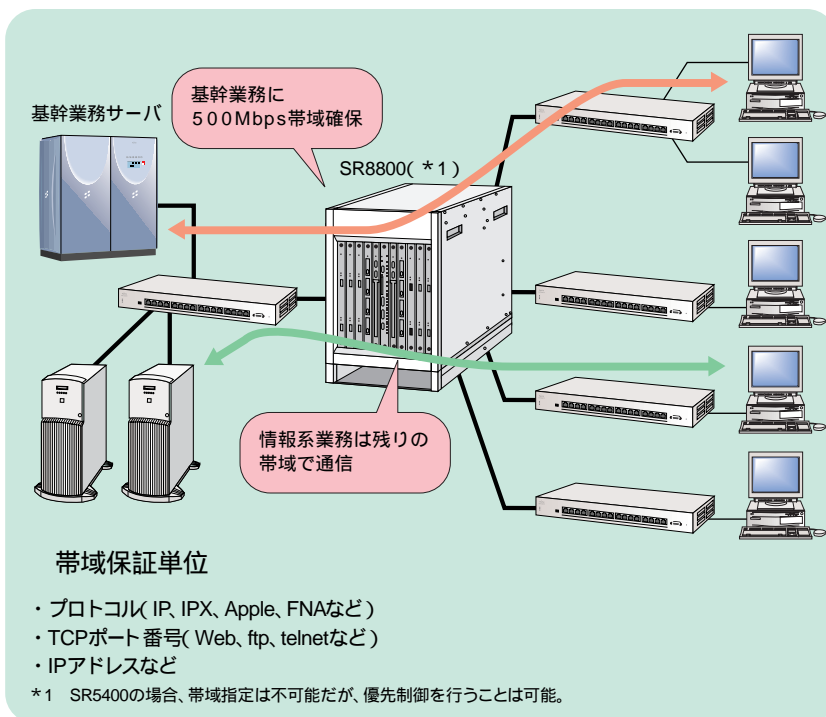 基幹業務サーバ
基幹業務に
500Mbps帯域確保
SR8800(*1)
情報系業務は残りの
帯域で通信
帯域保証単位
・プロトコル(IP、IPX、Apple、FNAなど)
・TCPポート番号(Web、ftp、telnetなど)
・IPアドレスなど
*1 SR5400の場合、帯域指定は不可能だが、優先制御を行うことは可能。